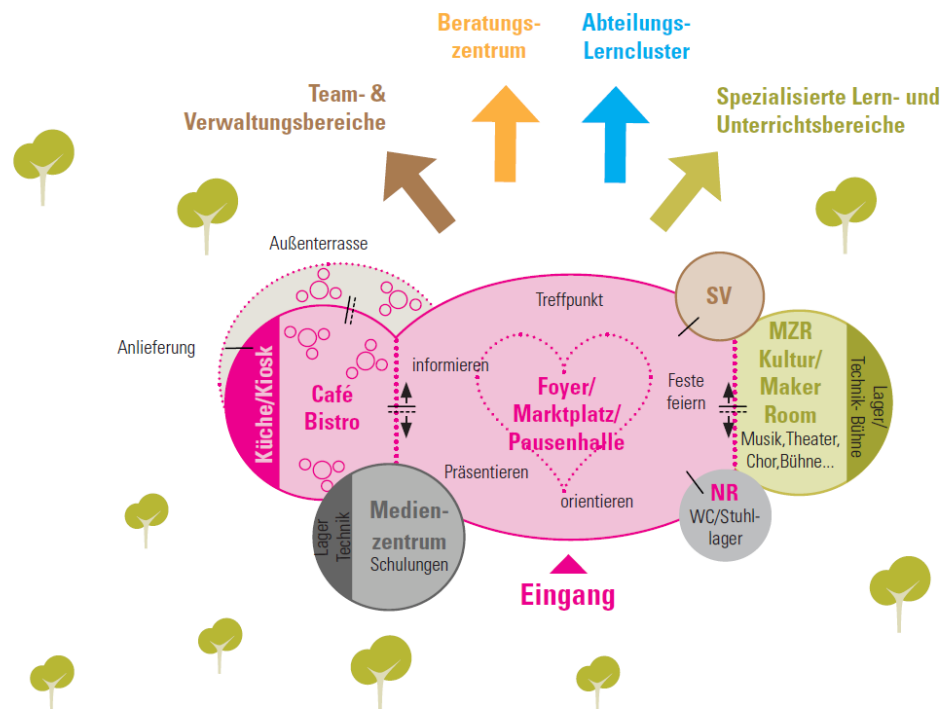 Beratungs-
zentrum
Abteilungs-
Lerncluster
Team- &
Verwaltungsbereiche
Spezialisierte Lern- und
Unterrichtsbereiche
Außenterrasse
Treffpunkt
SV
Anlieferung
Küche/Kiosk
Café
Bistro
informieren
Foyer/
Marktplatz/
Pausenhalle
Feste
feiern
MZR
Kultur/
Maker
Room
Musik,Theater,
Chor,Bühne...
Lager/
Technik- Bühne
Präsentieren
orientieren
NR
WC/Stuhl-
lager
Lager
Technik
Medien-
zentrum
Schulungen
Eingang